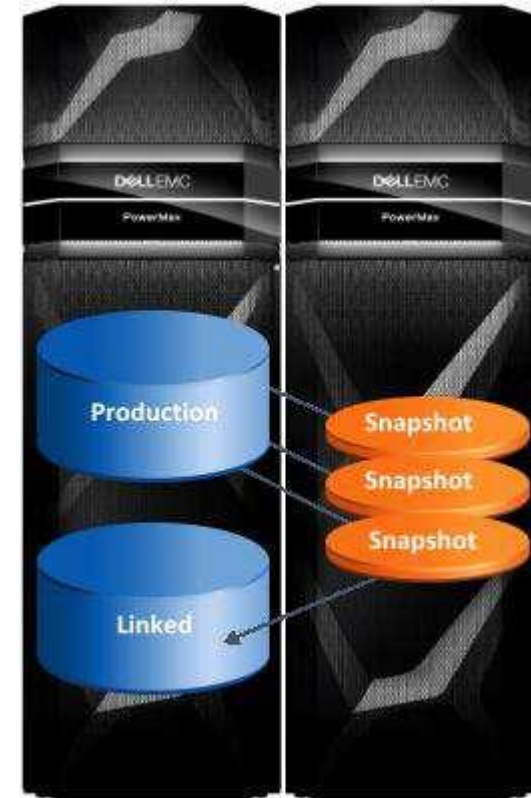 DELLEMC
DELLEMC
PowerMax
PowerMax
Production
Snapshot
Snapshot
Snapshot
Linked